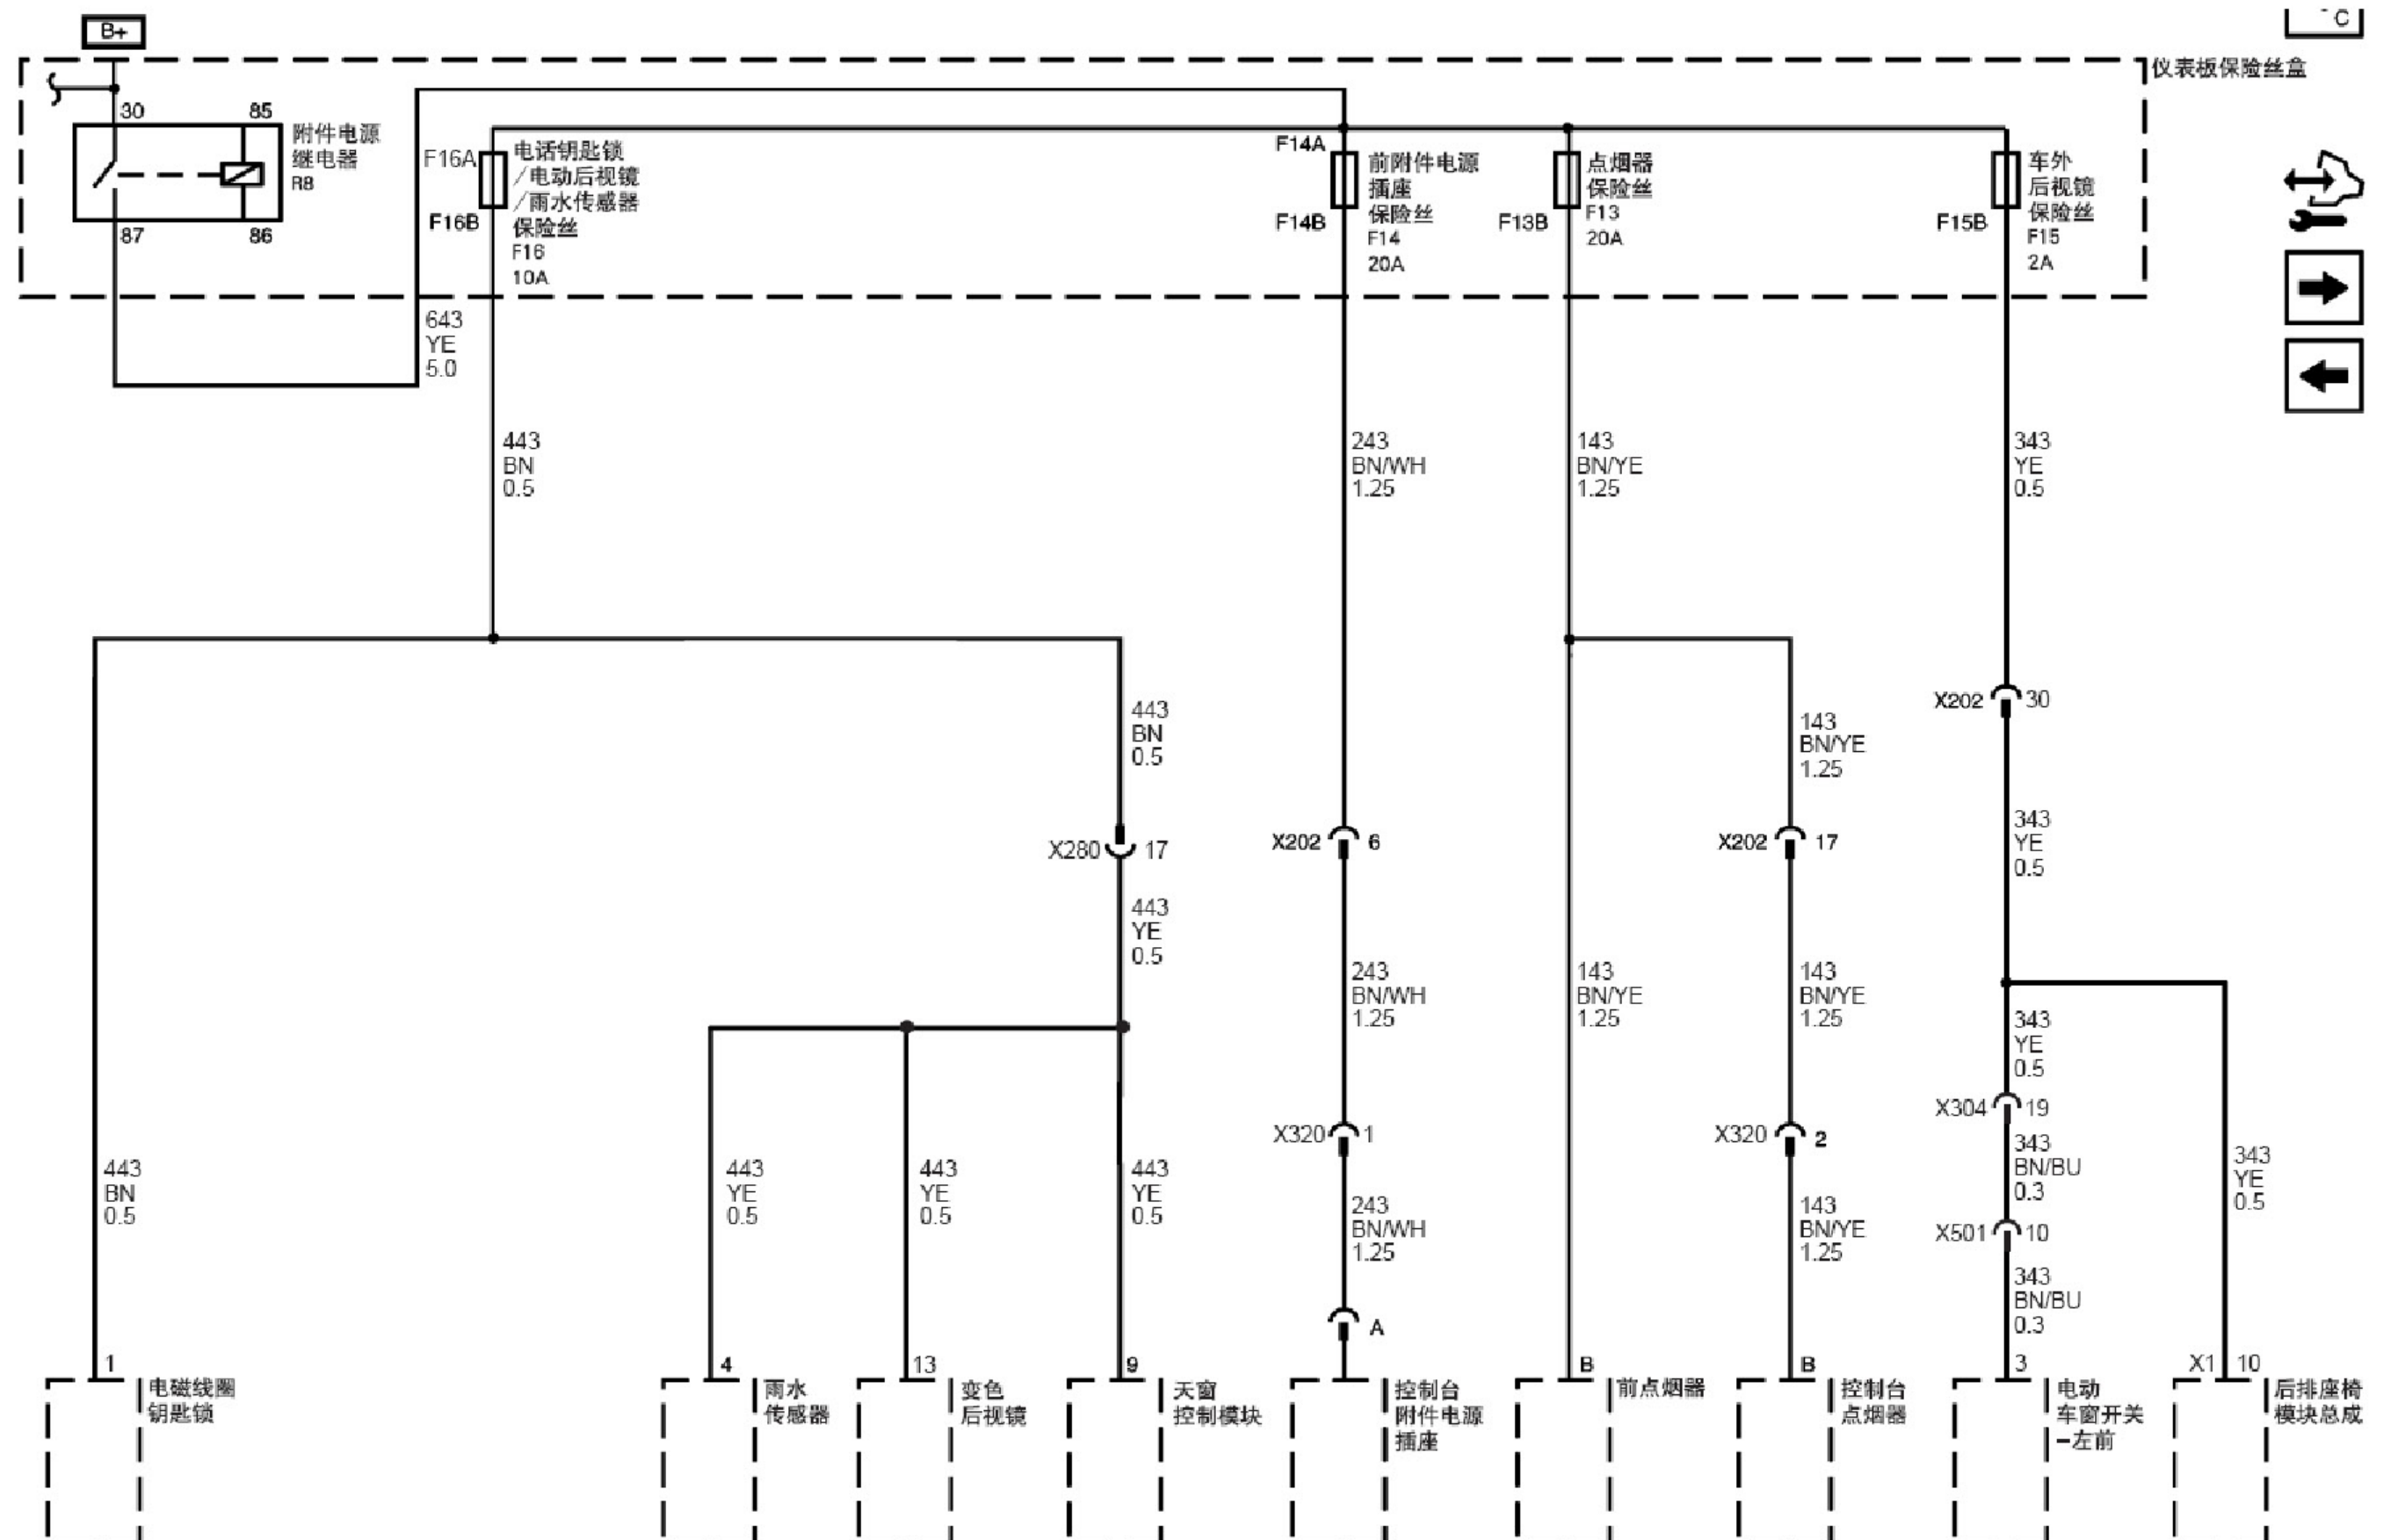 B+
C
仪表板保险丝盒
30
85
附件电源
继电器
R8
87
86
F16A
电话钥匙锁
/电动后视镜
/雨水传感器
保险丝
F16
10A
F16B
F14A
前附件电源
插座
保险丝
F14
20A
F14B
点烟器
保险丝
F13
20A
F13B
车外
后视镜
保险丝
F15
2A
F15B
643
YE
5.0
443
BN
0.5
243
BN/WH
1.25
143
BN/YE
1.25
343
YE
0.5
443
BN
0.5
143
BN/YE
1.25
X202
30
X280
17
X202
6
X202
17
343
YE
0.5
443
YE
0.5
243
BN/WH
1.25
143
BN/YE
1.25
143
BN/YE
1.25
343
YE
0.5
X320
1
X320
2
X304
19
443
BN
0.5
443
YE
0.5
443
YE
0.5
443
YE
0.5
243
BN/WH
1.25
143
BN/YE
1.25
343
BN/BU
0.3
343
YE
0.5
X501
10
343
BN/BU
0.3
A
1
4
13
9
B
B
3
X1
10
电磁线圈
钥匙锁
雨水
传感器
变色
后视镜
天窗
控制模块
控制台
附件电源
插座
前点烟器
控制台
点烟器
电动
车窗开关
-左前
后排座椅
模块总成